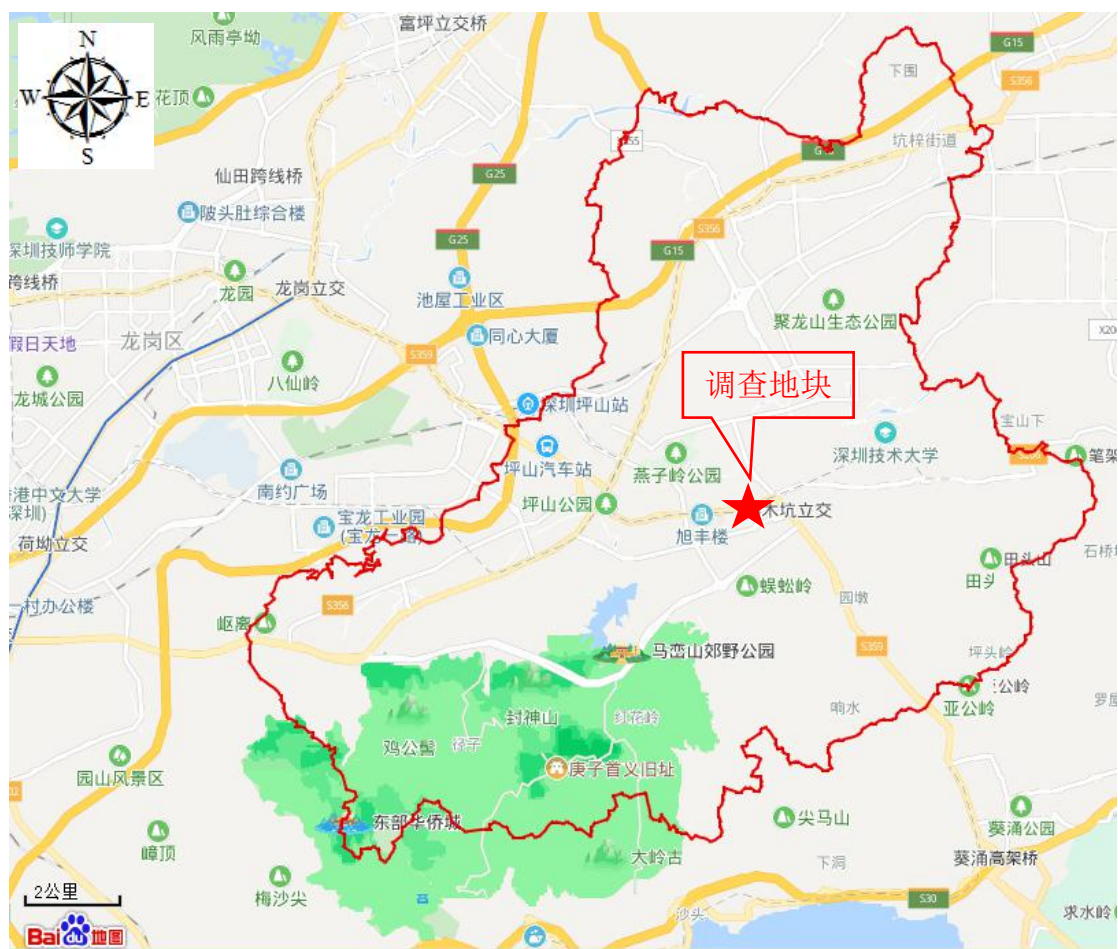 富坪立交桥
风雨亭坳
N
G15
下围
S356
W
E
花顶
S
坑梓街道
G25
仙田跨线桥
陂头肚综合楼
S356
深圳技师学院
G25
G15
龙园
跨线桥
龙岗立交
池屋工业区
聚龙山生态公园
同心大厦
假日天地
龙岗区
S359
调查地块
八仙岭
龙城公园
深圳坪山站
宝山下
坪山汽车站
燕子岭公园
深圳技术大学
笔架
南约广场
港中文大学
深圳)
坪山公园
木坑立交
宝龙工业园
旭丰楼
荷坳立交
田头山
石桥
蜈蚣岭
田头
一村办公楼
S356
园墩
岖离
马峦山郊野公园
S359
坪头岭
亚公岭
封神山
红花岭
响水
鸡公髻
径子
庚子首义旧址
园山风景区
东部华侨城
尖马山
葵涌公园
嶂顶
大岭古
下洞
葵涌高架桥
梅沙尖
2公里
S30
沙头
求水岭
Bai du 地图